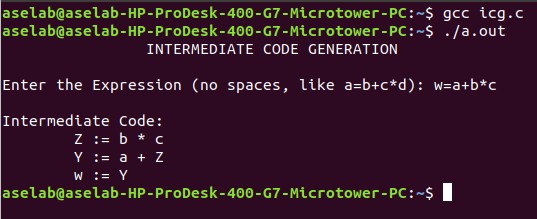 aselab@aselab-HP-ProDesk-400-G7-Microtower-PC:~$ gcc icg.c
aselab@aselab-HP-ProDesk-400-G7-Microtower-PC:~$ ./a.out
INTERMEDIATE CODE GENERATION
Enter the Expression (no spaces, like a=b+c*d): w=a+b*c
Intermediate Code:
Z := b * c
Y := a + Z
w := Y
aselab@aselab-HP-ProDesk-400-G7-Microtower-PC:~$